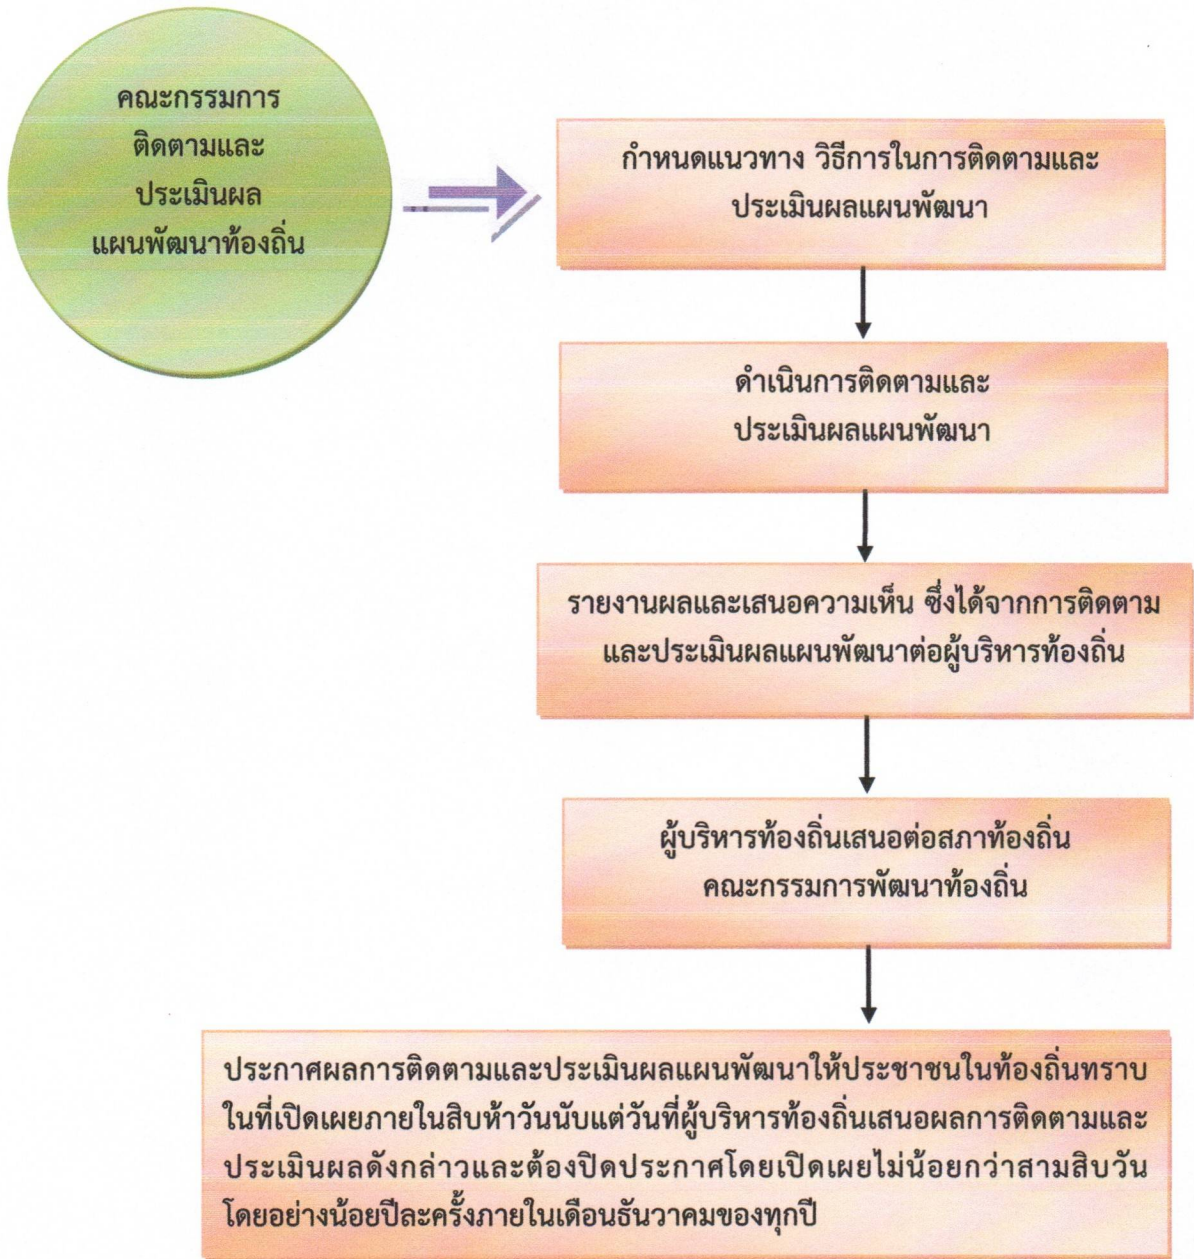 คณะกรรมการ
ติดตามและ
ประเมินผล
แผนพัฒนาท้องถิ่น
กำหนดแนวทาง วิธีการในการติดตามและ
ประเมินผลแผนพัฒนา
ดำเนินการติดตามและ
ประเมินผลแผนพัฒนา
รายงานผลและเสนอความเห็น ซึ่งได้จากการติดตาม
และประเมินผลแผนพัฒนาต่อผู้บริหารท้องถิ่น
ผู้บริหารท้องถิ่นเสนอต่อสภาท้องถิ่น
คณะกรรมการพัฒนาท้องถิ่น
ประกาศผลการติดตามและประเมินผลแผนพัฒนาให้ประชาชนในท้องถิ่นทราบ
ในที่เปิดเผยภายในสิบห้าวันนับแต่วันที่ผู้บริหารท้องถิ่นเสนอผลการติดตามและ
ประเมินผลดังกล่าวและต้องปิดประกาศโดยเปิดเผยไม่น้อยกว่าสามสิบวัน
โดยอย่างน้อยปีละครั้งภายในเดือนธันวาคมของทุกปี